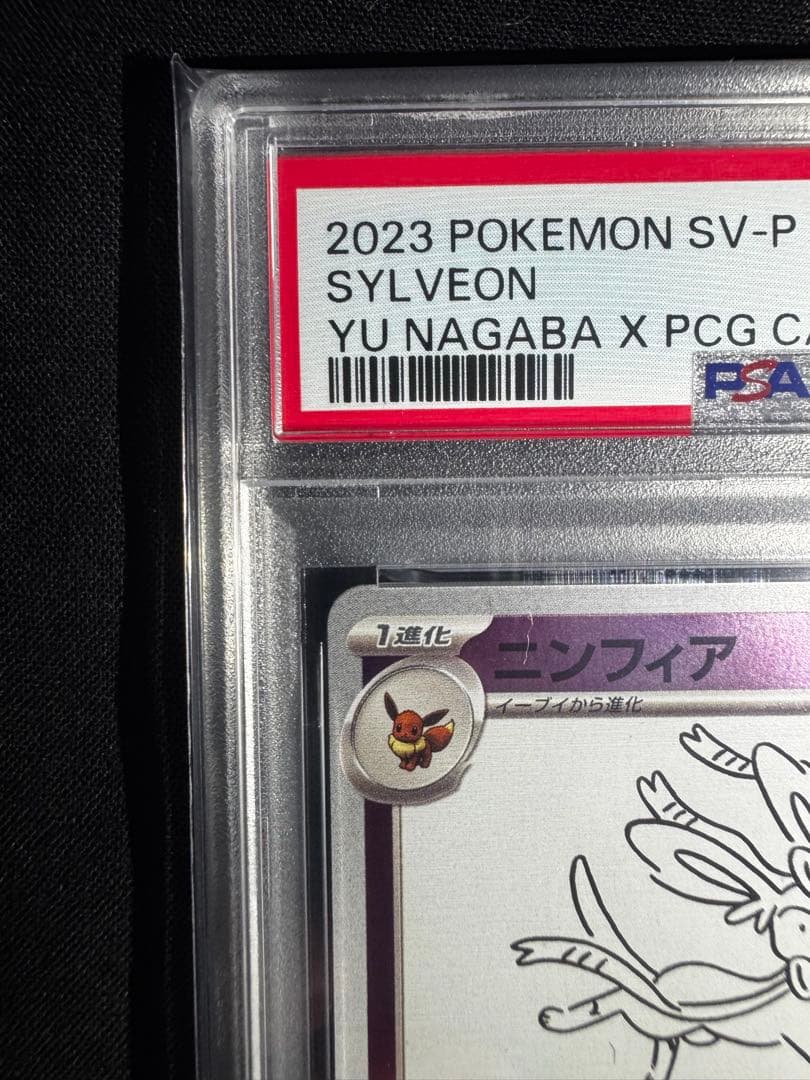 2023 POKEMON SV-P
SYLVEON
YU NAGABA X PCG CA
PSA
1進化
ニンフィア
イーブイから進化